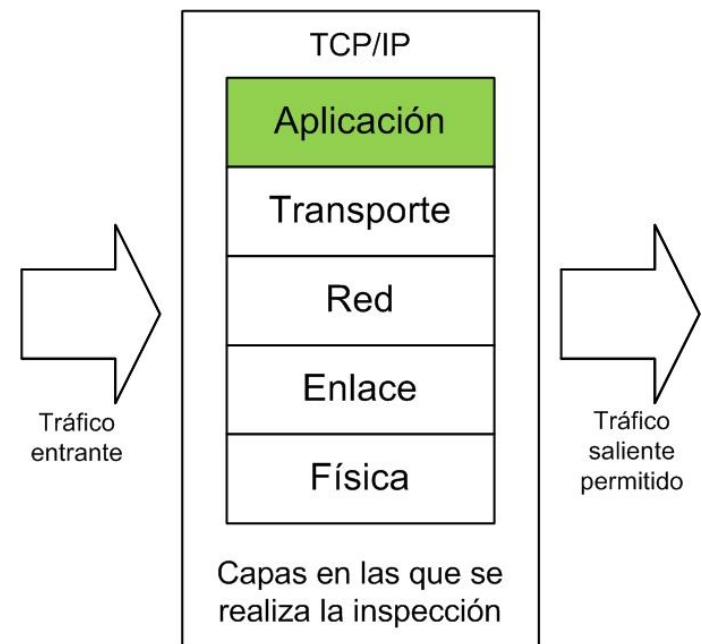 TCP/IP
Aplicación
Transporte
Red
Enlace
Física
Tráfico
entrante
Tráfico
saliente
permitido
Capas en las que se
realiza la inspección